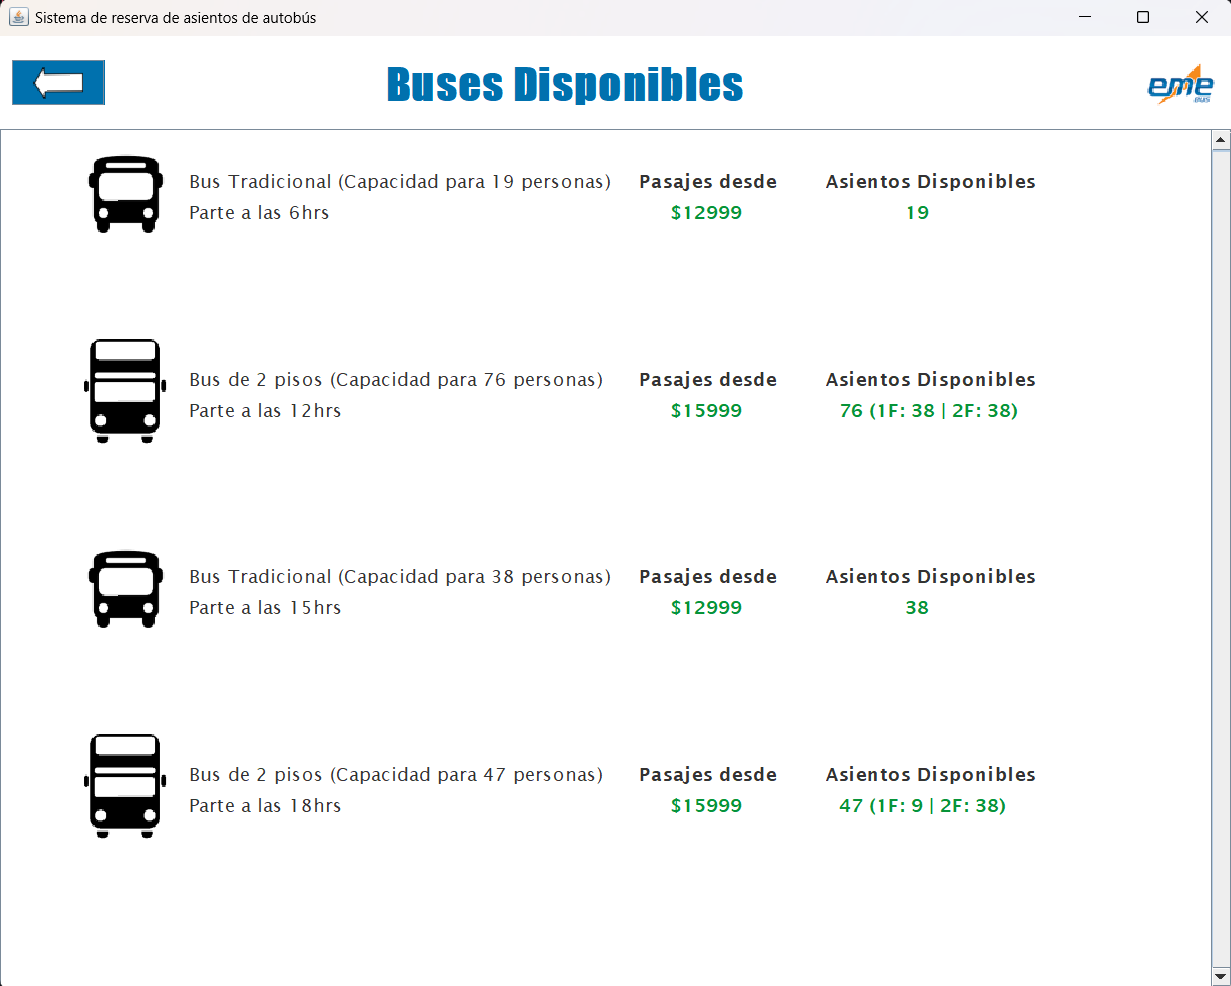 Sistema de reserva de asientos de autobús
Buses Disponibles
eme
BUS
Bus Tradicional (Capacidad para 19 personas) Pasajes desde Asientos Disponibles
Parte a las 6hrs $12999 19
Bus de 2 pisos (Capacidad para 76 personas) Pasajes desde Asientos Disponibles
Parte a las 12hrs $15999 76 (1F: 38 | 2F: 38)
Bus Tradicional (Capacidad para 38 personas) Pasajes desde Asientos Disponibles
Parte a las 15hrs $12999 38
Bus de 2 pisos (Capacidad para 47 personas) Pasajes desde Asientos Disponibles
Parte a las 18hrs $15999 47 (1F: 9 | 2F: 38)